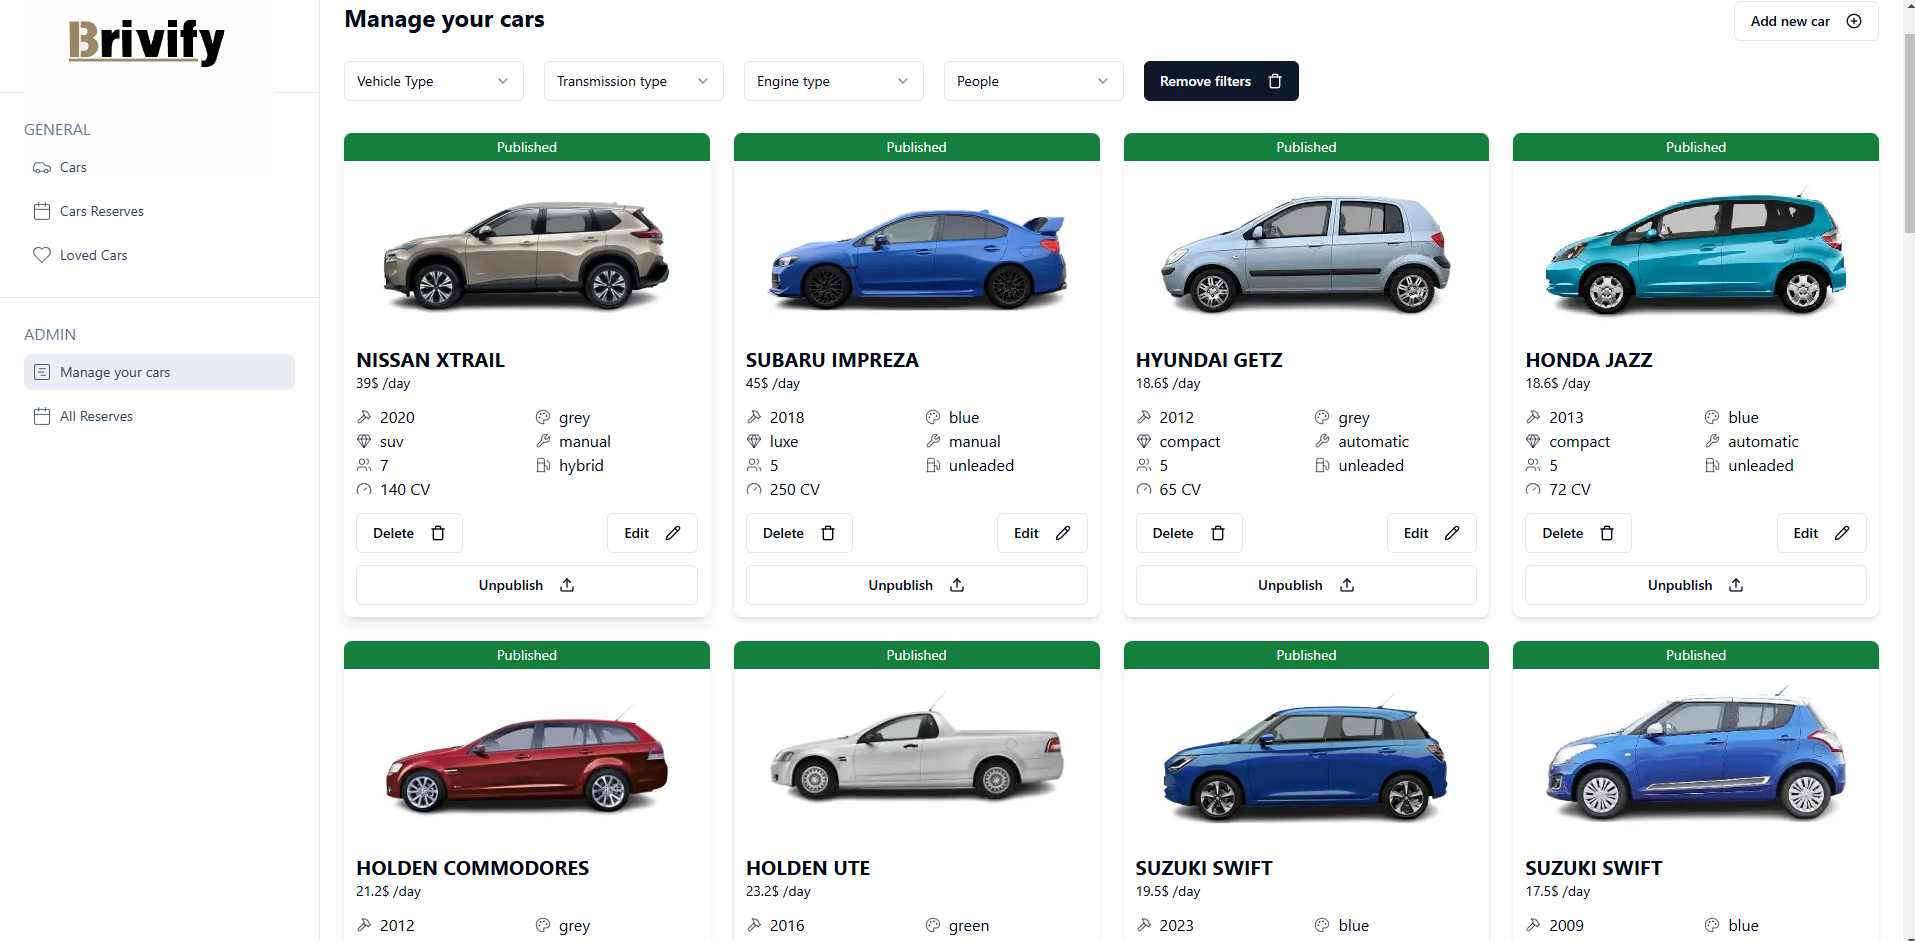 Brivify
GENERAL
Cars
Cars Reserves
Loved Cars
ADMIN
Manage your cars
All Reserves
Manage your cars
Add new car
Vehicle Type
Transmission type
Engine type
People
Remove filters
Published
NISSAN XTRAIL
39$ /day
2020
grey
suv
manual
7
hybrid
140 CV
Delete
Edit
Unpublish
Published
SUBARU IMPREZA
45$ /day
2018
blue
luxe
manual
5
unleaded
250 CV
Delete
Edit
Unpublish
Published
HYUNDAI GETZ
18.6$ /day
2012
grey
compact
automatic
5
unleaded
65 CV
Delete
Edit
Unpublish
Published
HONDA JAZZ
18.6$ /day
2013
blue
compact
automatic
5
unleaded
72 CV
Delete
Edit
Unpublish
Published
HOLDEN COMMODORES
21.2$ /day
2012
grey
Published
HOLDEN UTE
23.2$ /day
2016
green
Published
SUZUKI SWIFT
19.5$ /day
2023
blue
Published
SUZUKI SWIFT
17.5$ /day
2009
blue